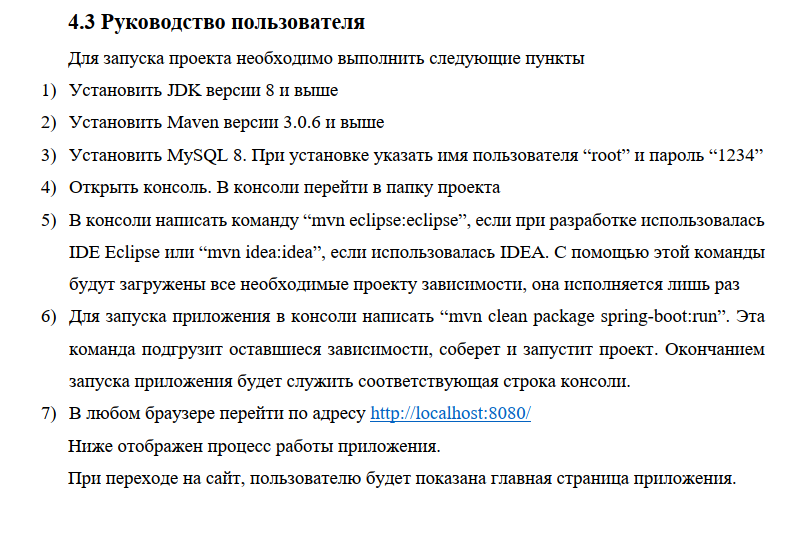 4.3 Руководство пользователя
Для запуска проекта необходимо выполнить следующие пункты
1) Установить JDK версии 8 и выше
2) Установить Maven версии 3.0.6 и выше
3) Установить MySQL 8. При установке указать имя пользователя “root” и пароль “1234”
4) Открыть консоль. В консоли перейти в папку проекта
5) В консоли написать команду “mvn eclipse:eclipse”, если при разработке использовалась
IDE Eclipse или “mvn idea:idea”, если использовалась IDEA. С помощью этой команды
будут загружены все необходимые проекту зависимости, она исполняется лишь раз
6) Для запуска приложения в консоли написать “mvn clean package spring-boot:run”. Эта
команда подгрузит оставшиеся зависимости, соберет и запустит проект. Окончанием
запуска приложения будет служить соответствующая строка консоли.
7) В любом браузере перейти по адресу http://localhost:8080/
Ниже отображен процесс работы приложения.
При переходе на сайт, пользователю будет показана главная страница приложения.